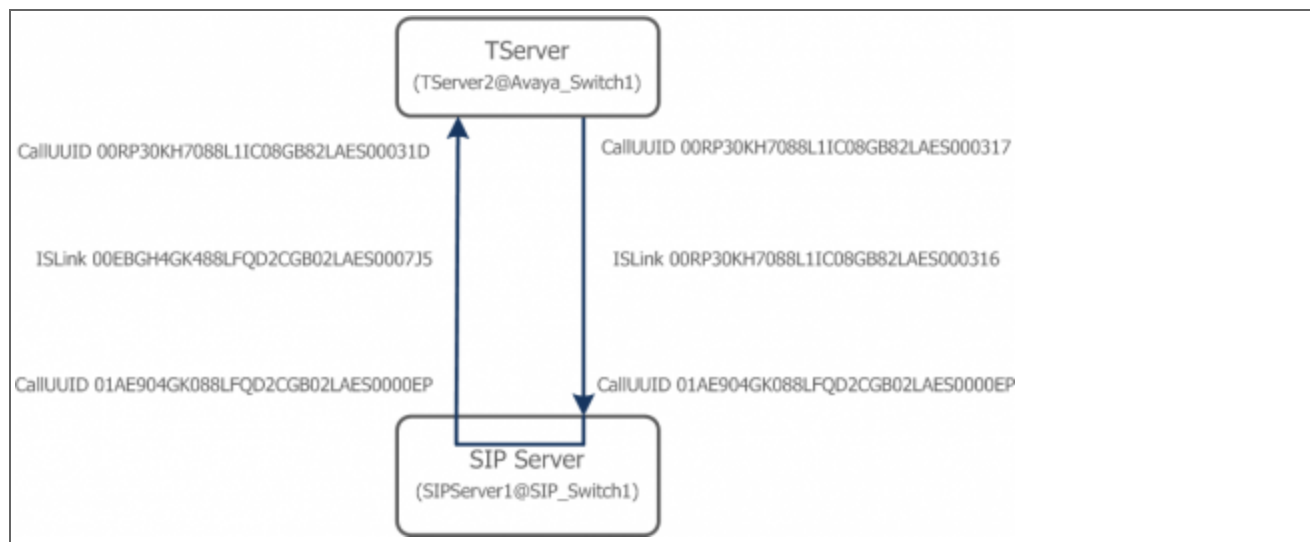 TServer
(TServer2@Avaya_Switch1)
CallUUID 00RP30KH7088L1IC08GB82LAES00031D
CallUUID 00RP30KH7088L1IC08GB82LAES000317
ISLink 00EBGH4GK488LFQD2CGB02LAES0007J5
ISLink 00RP30KH7088L1IC08GB82LAES000316
CallUUID 01AE904GK088LFQD2CGB02LAES0000EP
CallUUID 01AE904GK088LFQD2CGB02LAES0000EP
SIP Server
(SIPServer1@SIP_Switch1)